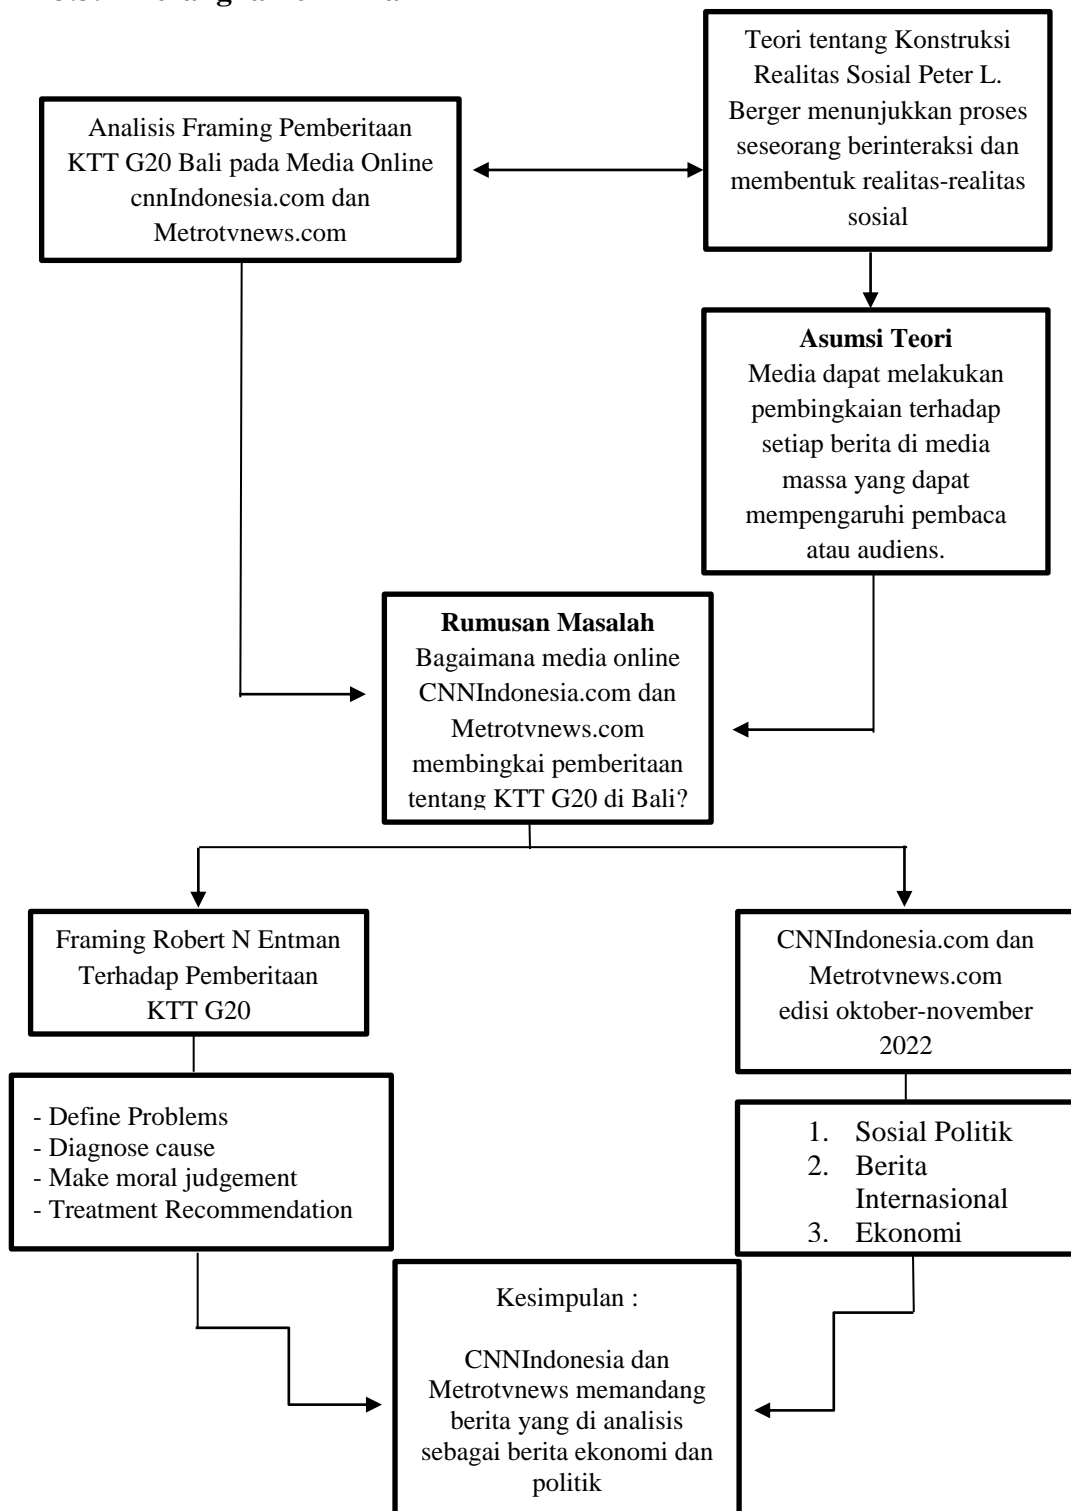 Teori tentang Konstruksi
Realitas Sosial Peter L.
Berger menunjukkan proses
seseorang berinteraksi dan
membentuk realitas-realitas
sosial
Analisis Framing Pemberitaan
KTT G20 Bali pada Media Online
cnnIndonesia.com dan
Metrotvnews.com
Asumsi Teori
Media dapat melakukan
pembingkaian terhadap
setiap berita di media
massa yang dapat
mempengaruhi pembaca
atau audiens.
Rumusan Masalah
Bagaimana media online
CNNIndonesia.com dan
Metrotvnews.com
membingkai pemberitaan
tentang KTT G20 di Bali?
Framing Robert N Entman
Terhadap Pemberitaan
KTT G20
CNNIndonesia.com dan
Metrotvnews.com
edisi oktober-november
2022
- Define Problems
- Diagnose cause
- Make moral judgement
- Treatment Recommendation
1. Sosial Politik
2. Berita
Internasional
3. Ekonomi
Kesimpulan :
CNNIndonesia dan
Metrotvnews memandang
berita yang di analisis
sebagai berita ekonomi dan
politik